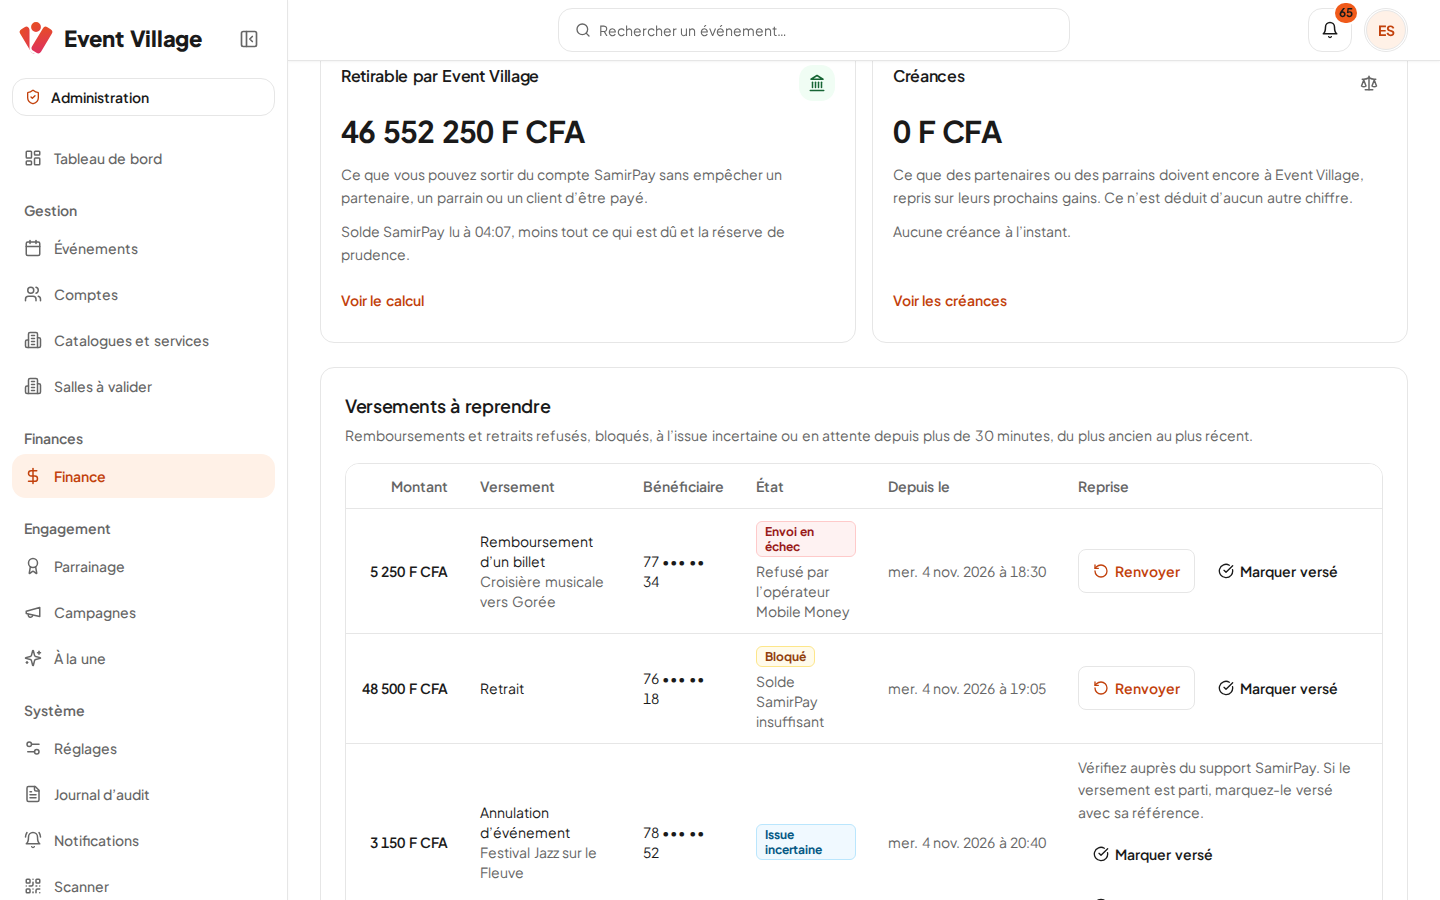 Event Village
Rechercher un événement...
65
ES
Administration
Tableau de bord
Gestion
Événements
Comptes
Catalogues et services
Salles à valider
Finances
Finance
Engagement
Parrainage
Campagnes
À la une
Système
Réglages
Journal d'audit
Notifications
Scanner
Retirable par Event Village
46 552 250 F CFA
Ce que vous pouvez sortir du compte SamirPay sans empêcher un
partenaire, un parrain ou un client d'être payé.
Solde SamirPay lu à 04:07, moins tout ce qui est dû et la réserve de
prudence.
Voir le calcul
Créances
0 F CFA
Ce que des partenaires ou des parrains doivent encore à Event Village,
repris sur leurs prochains gains. Ce n'est déduit d'aucun autre chiffre.
Aucune créance à l'instant.
Voir les créances
Versements à reprendre
Remboursements et retraits refusés, bloqués, à l'issue incertaine ou en attente depuis plus de 30 minutes, du plus ancien au plus récent.
Montant Versement Bénéficiaire État Depuis le Reprise
5 250 F CFA
Remboursement
d'un billet
Croisière musicale
vers Gorée
77 ••• ••
34
Envoi en
échec
Refusé par
l'opérateur
Mobile Money
mer. 4 nov. 2026 à 18:30
Renvoyer
Marquer versé
48 500 F CFA
Retrait
76 ••• ••
18
Bloqué
Solde
SamirPay
insuffisant
mer. 4 nov. 2026 à 19:05
Renvoyer
Marquer versé
3 150 F CFA
Annulation
d'événement
Festival Jazz sur le
Fleuve
78 ••• ••
52
Issue
incertaine
mer. 4 nov. 2026 à 20:40
Vérifiez auprès du support SamirPay. Si le
versement est parti, marquez-le versé
avec sa référence.
Marquer versé